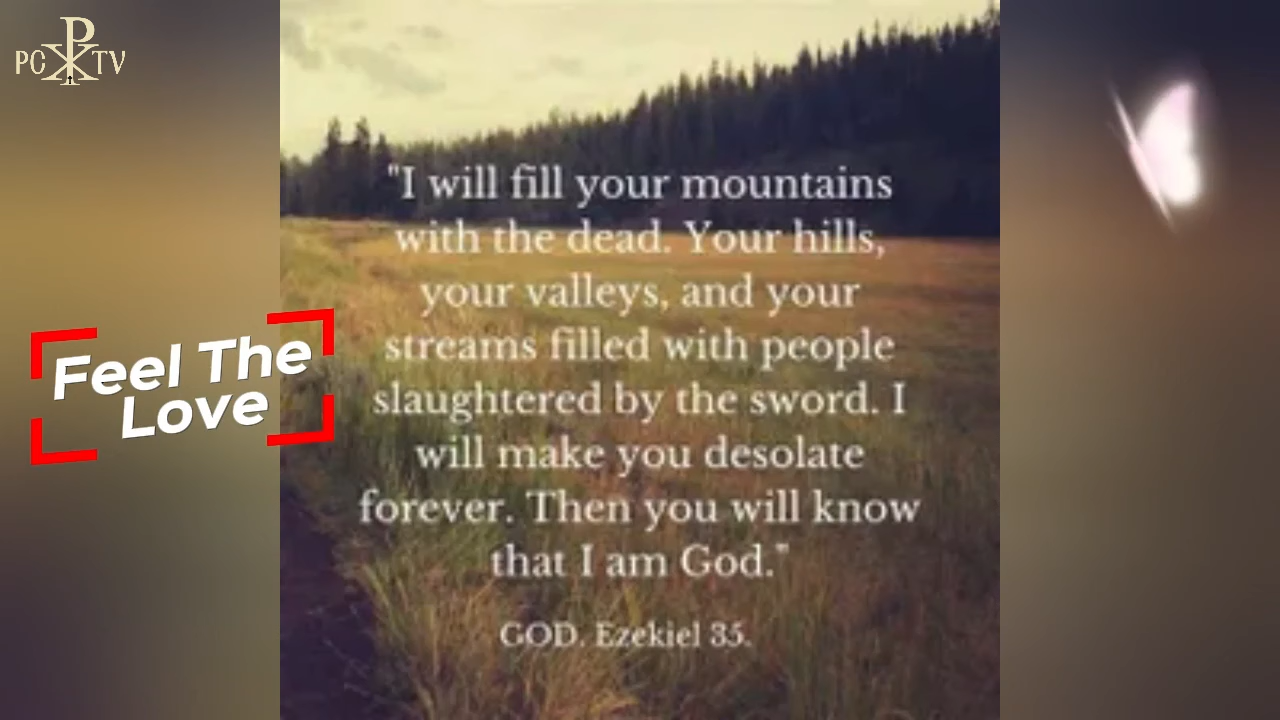 PC TV
"I will fill your mountains
with the dead. Your hills,
your valleys, and your
streams filled with people
slaughtered by the sword. I
will make you desolate
forever. Then you will know
that I am God."
GOD. Ezekiel 35.
Feel The
Love